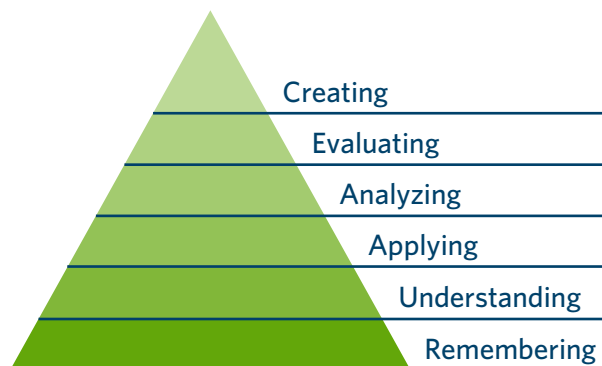 Creating
Evaluating
Analyzing
Applying
Understanding
Remembering